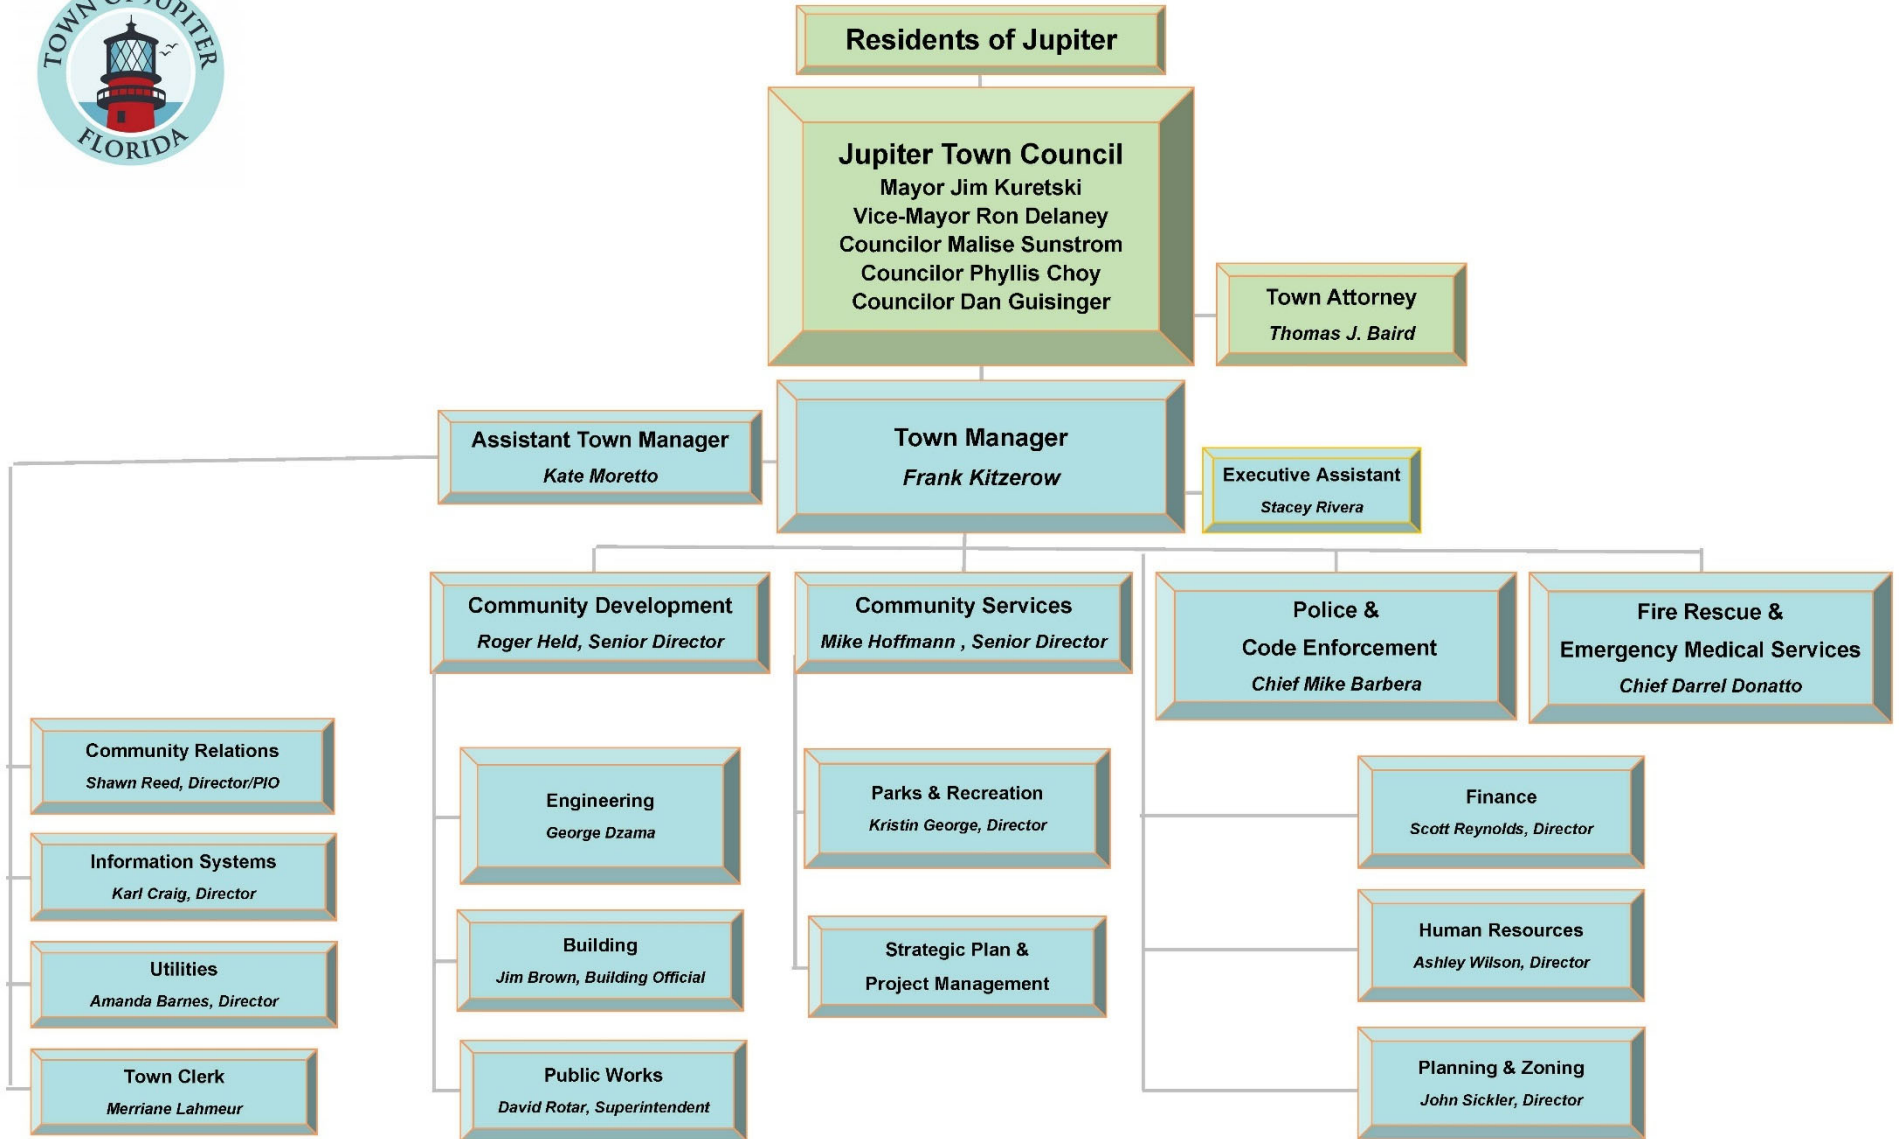 TOWN OF JUPITER
FLORIDA
Residents of Jupiter
Jupiter Town Council
Mayor Jim Kuretski
Vice-Mayor Ron Delaney
Councilor Malise Sunstrom
Councilor Phyllis Choy
Councilor Dan Guisinger
Town Attorney
Thomas J. Baird
Assistant Town Manager
Kate Moretto
Town Manager
Frank Kitzerow
Executive Assistant
Stacey Rivera
Community Development
Roger Held, Senior Director
Community Services
Mike Hoffmann , Senior Director
Police &
Code Enforcement
Chief Mike Barbera
Fire Rescue &
Emergency Medical Services
Chief Darrel Donatto
Community Relations
Shawn Reed, Director/PIO
Information Systems
Karl Craig, Director
Utilities
Amanda Barnes, Director
Town Clerk
Merriane Lahmeur
Engineering
George Dzama
Building
Jim Brown, Building Official
Public Works
David Rotar, Superintendent
Parks & Recreation
Kristin George, Director
Strategic Plan &
Project Management
Finance
Scott Reynolds, Director
Human Resources
Ashley Wilson, Director
Planning & Zoning
John Sickler, Director